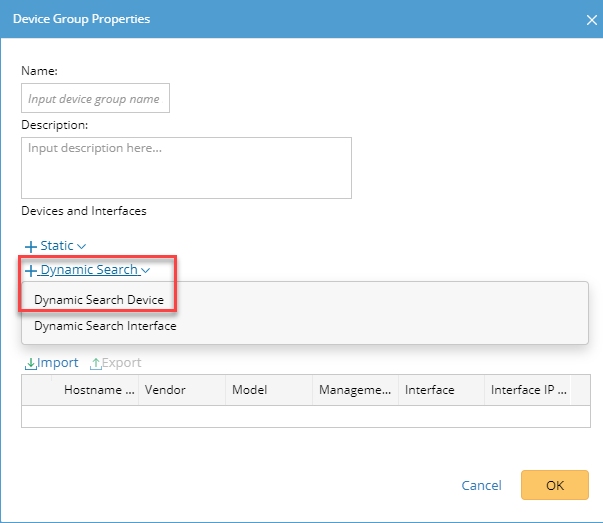 Device Group Properties
Name:
Input device group name
Description:
Input description here...
Devices and Interfaces
Static
Dynamic Search
Dynamic Search Device
Dynamic Search Interface
Import Export
Hostname ... Vendor Model Manageme... Interface Interface IP ...
Cancel OK